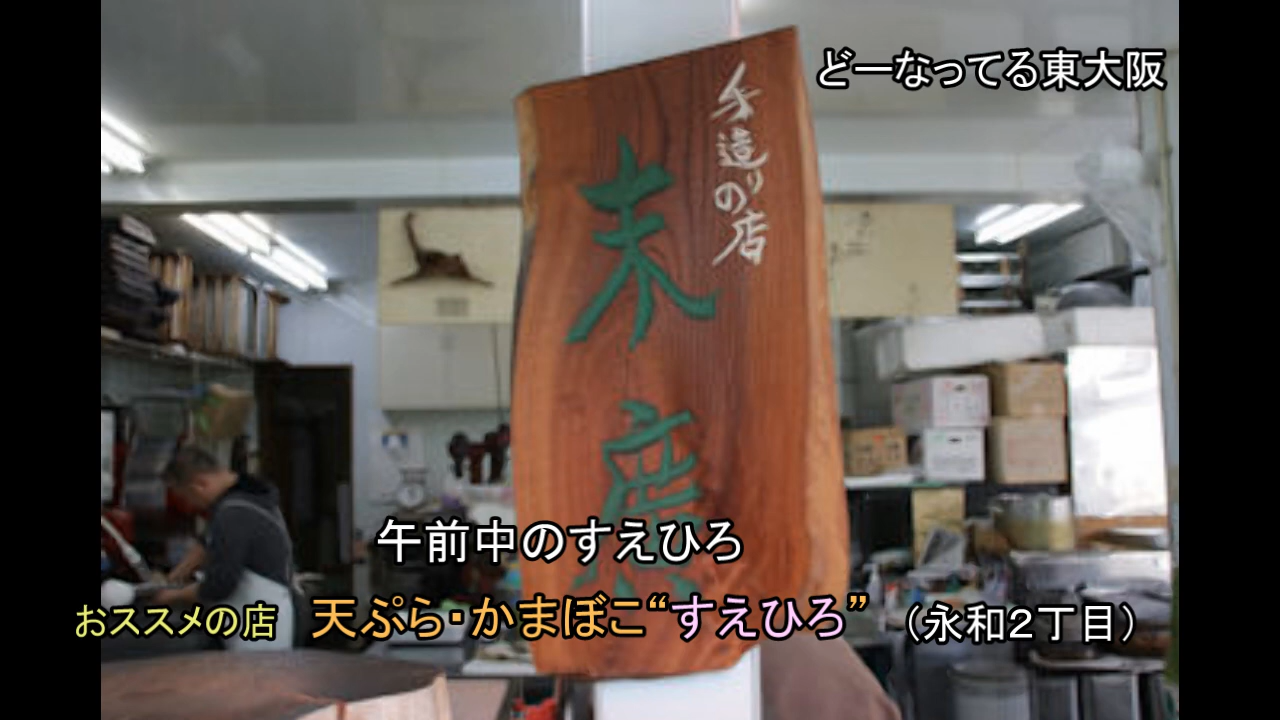 どーなってる東大阪
手造りの店
末廣
午前中のすえひろ
おススメの店 天ぷら・かまぼこ“すえひろ” （永和２丁目）